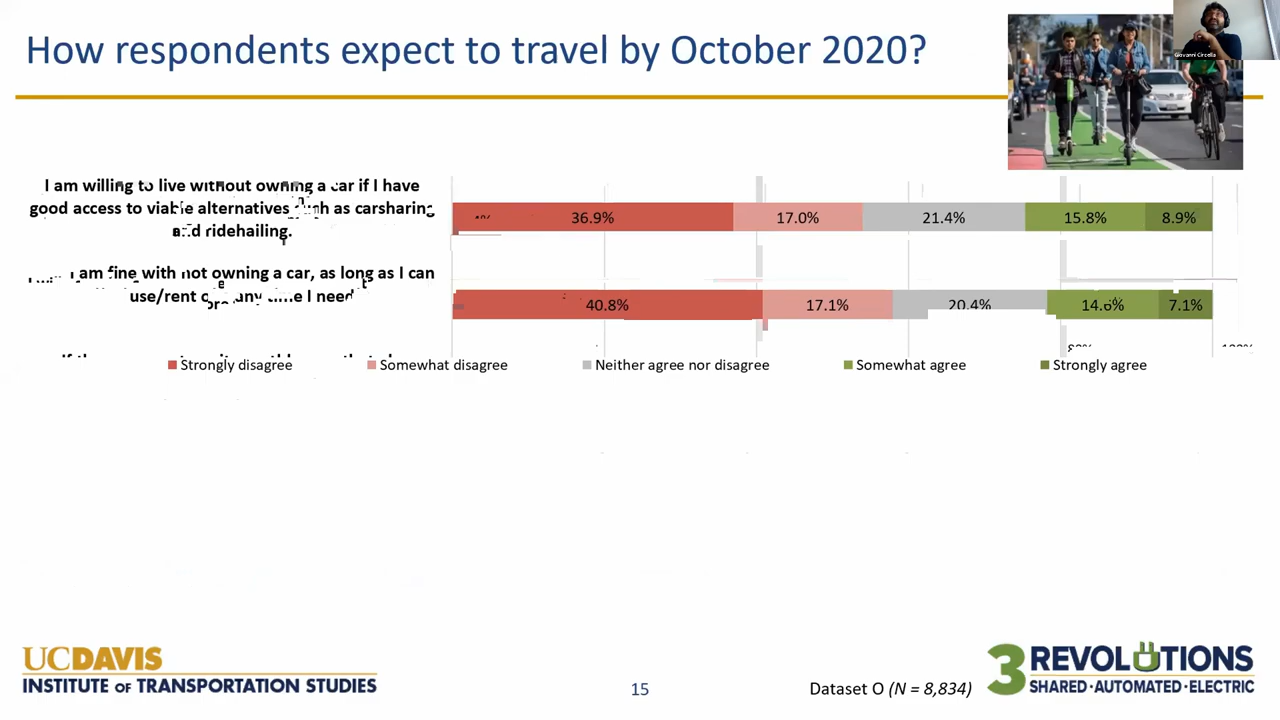 How respondents expect to travel by October 2020?
Giovanni Circella
I am willing to live without owning a car if I have
good access to viable alternatives such as carsharing
and ridehailing.
36.9% 17.0% 21.4% 15.8% 8.9%
I am fine with not owning a car, as long as I can
use/rent any time I need
40.8% 17.1% 20.4% 14.6% 7.1%
Strongly disagree Somewhat disagree Neither agree nor disagree Somewhat agree Strongly agree
UCDAVIS
INSTITUTE OF TRANSPORTATION STUDIES
15
Dataset O (N = 8,834)
3 REVOLUTIONS
SHARED·AUTOMATED·ELECTRIC